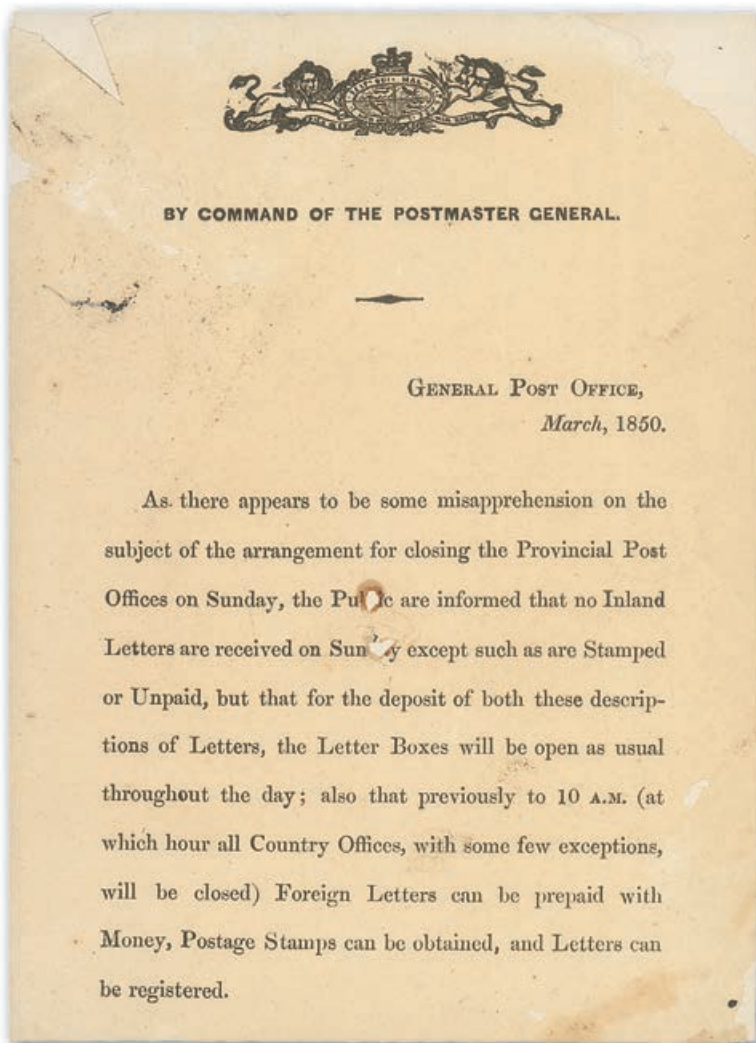 BY COMMAND OF THE POSTMASTER GENERAL.
GENERAL POST OFFICE,
March, 1850.
As there appears to be some misapprehension on the
subject of the arrangement for closing the Provincial Post
Offices on Sunday, the Public are informed that no Inland
Letters are received on Sunday except such as are Stamped
or Unpaid, but that for the deposit of both these descrip-
tions of Letters, the Letter Boxes will be open as usual
throughout the day; also that previously to 10 A.M. (at
which hour all Country Offices, with some few exceptions,
will be closed) Foreign Letters can be prepaid with
Money, Postage Stamps can be obtained, and Letters can
be registered.